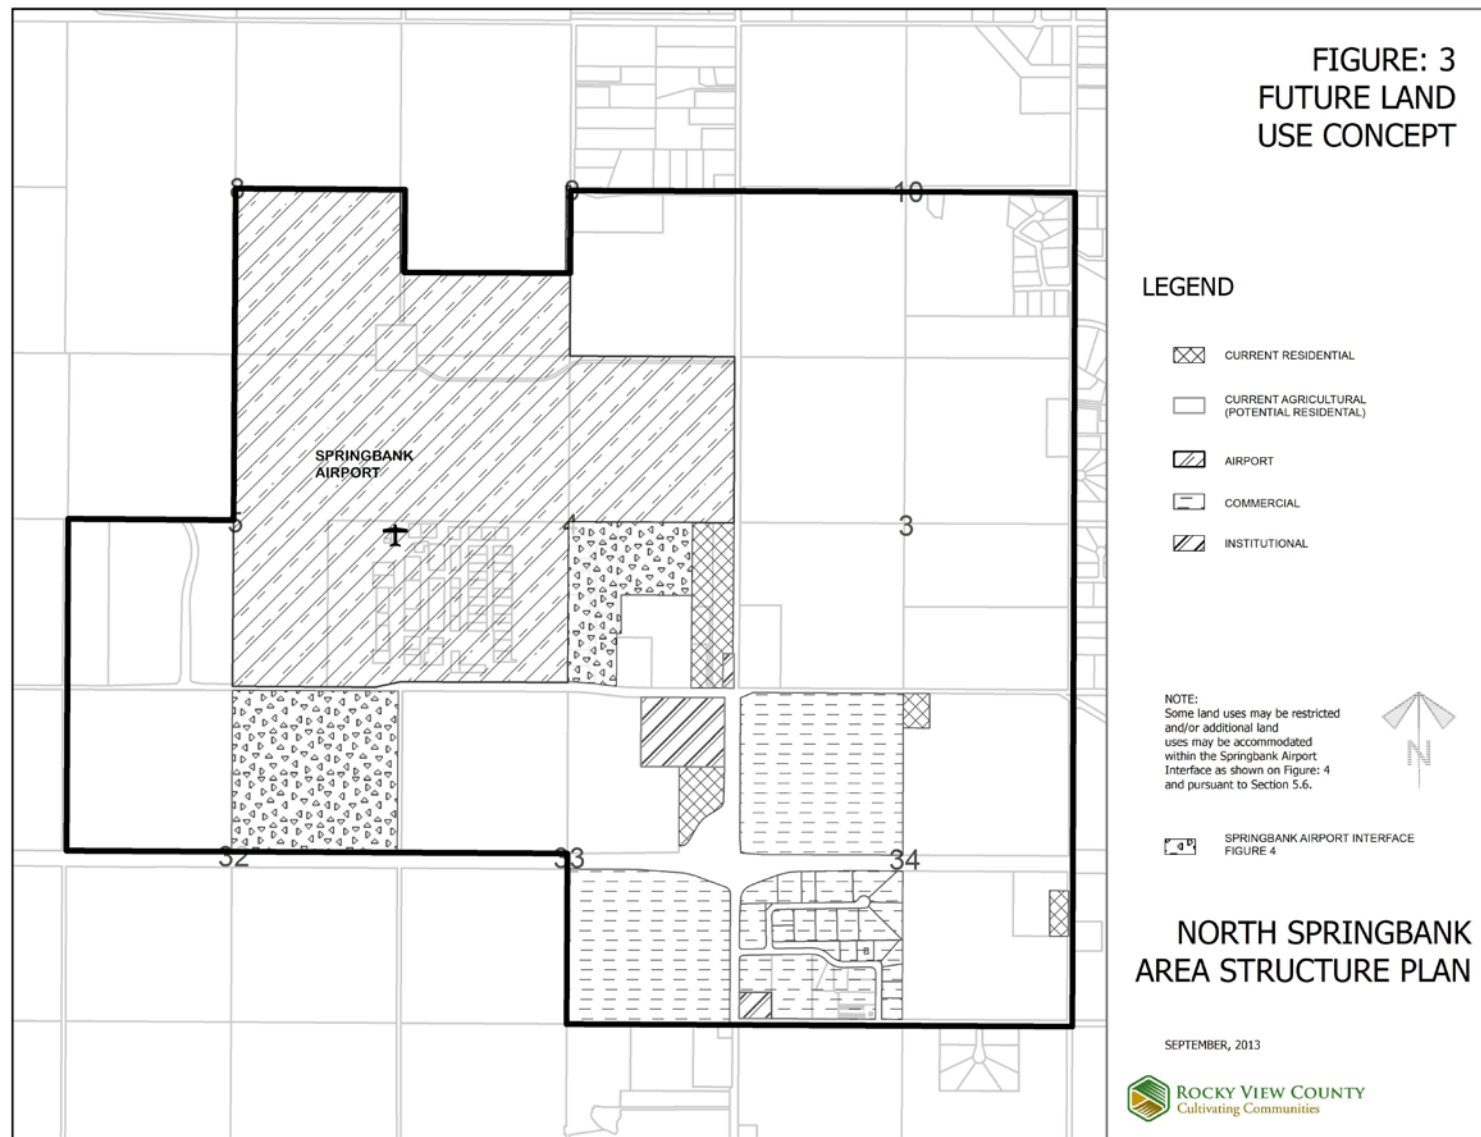 FIGURE: 3
FUTURE LAND
USE CONCEPT
8
9
10
LEGEND
CURRENT RESIDENTIAL
CURRENT AGRICULTURAL
(POTENTIAL RESIDENTAL)
AIRPORT
COMMERCIAL
INSTITUTIONAL
SPRINGBANK
AIRPORT
5
4
3
NOTE:
Some land uses may be restricted
and/or additional land
uses may be accommodated
within the Springbank Airport
Interface as shown on Figure: 4
and pursuant to Section 5.6.
N
SPRINGBANK AIRPORT INTERFACE
FIGURE 4
32
33
34
NORTH SPRINGBANK
AREA STRUCTURE PLAN
SEPTEMBER, 2013
ROCKY VIEW COUNTY
Cultivating Communities